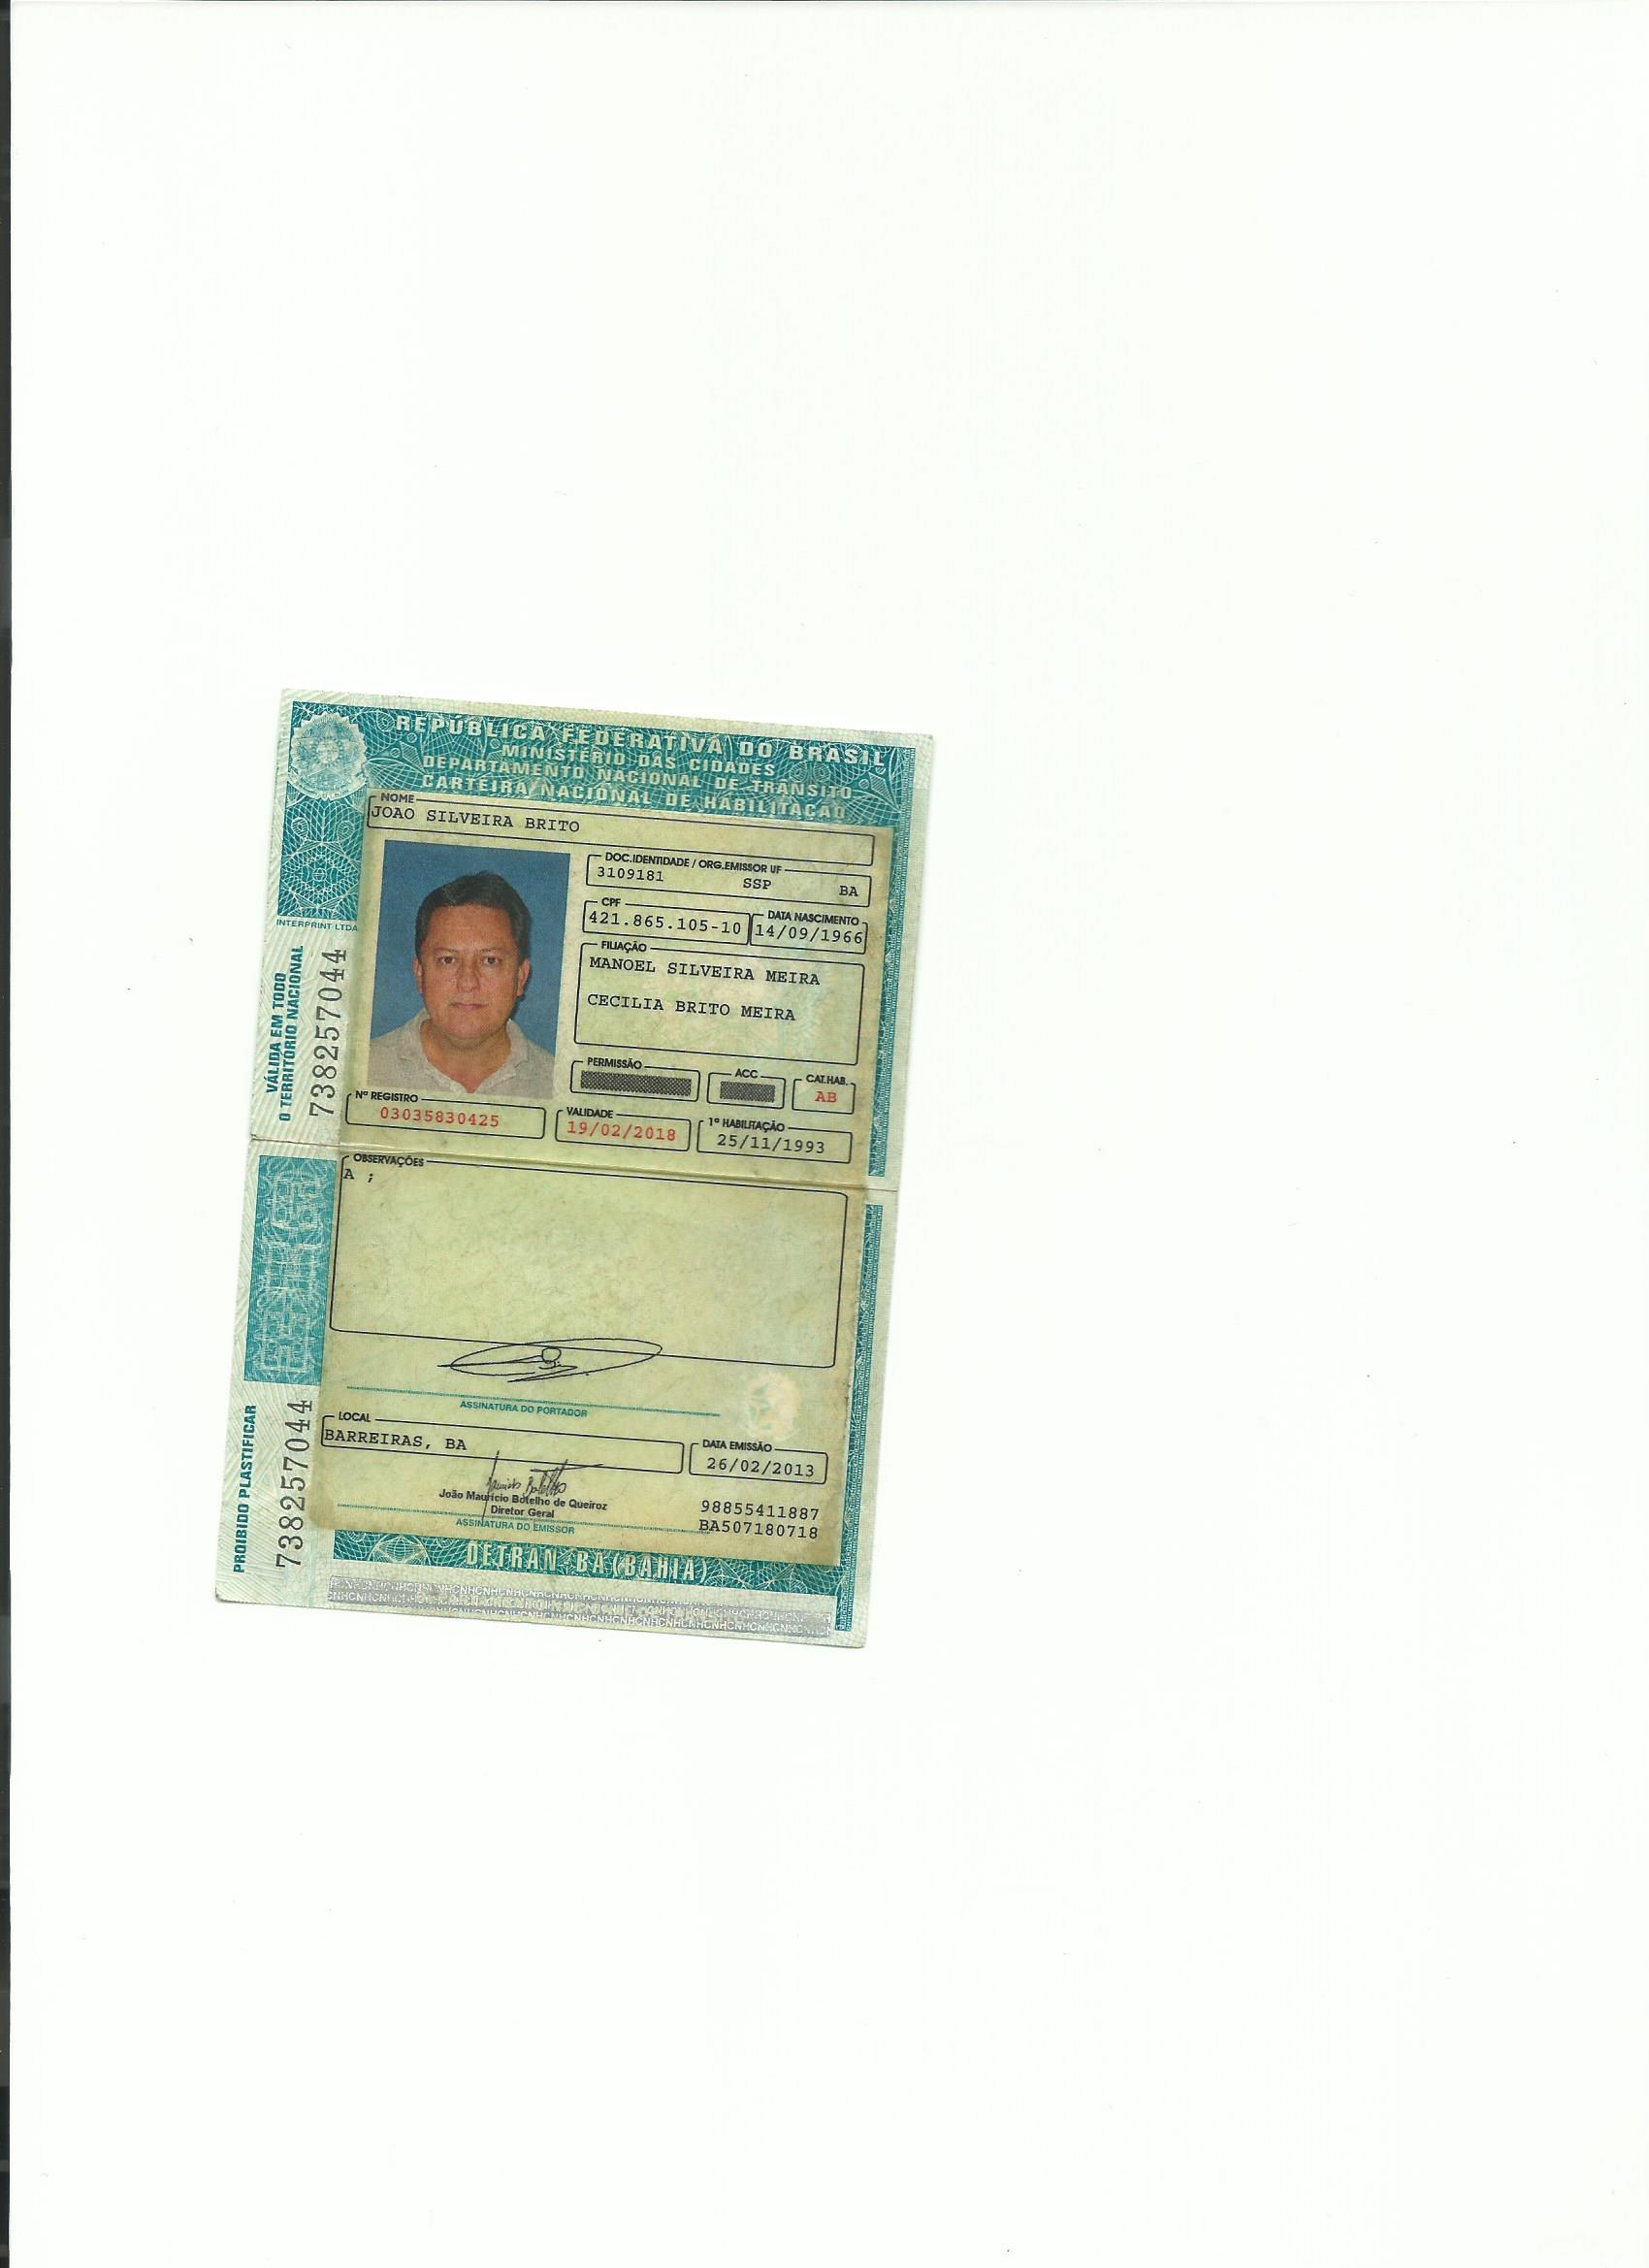 REPÚBLICA FEDERATIVA DO BRASIL
MINISTÉRIO DAS CIDADES
DEPARTAMENTO NACIONAL DE TRÂNSITO
CARTEIRA NACIONAL DE HABILITAÇÃO
NOME
JOAO SILVEIRA BRITO
DOC.IDENTIDADE / ORG.EMISSOR UF
3109181 SSP BA
CPF
421.865.105-10
DATA NASCIMENTO
14/09/1966
FILIAÇÃO
MANOEL SILVEIRA MEIRA
CECILIA BRITO MEIRA
PERMISSÃO
ACC
CAT.HAB.
AB
Nº REGISTRO
03035830425
VALIDADE
19/02/2018
1ª HABILITAÇÃO
25/11/1993
INTERPRINT LTDA
VÁLIDA EM TODO
O TERRITÓRIO NACIONAL
738257044
OBSERVAÇÕES
A ;
ASSINATURA DO PORTADOR
LOCAL
BARREIRAS, BA
DATA EMISSÃO
26/02/2013
João Maurício Botelho de Queiroz
Diretor Geral
ASSINATURA DO EMISSOR
98855411887
BA507180718
PROIBIDO PLASTIFICAR
738257044
DETRAN-BA (BAHIA)